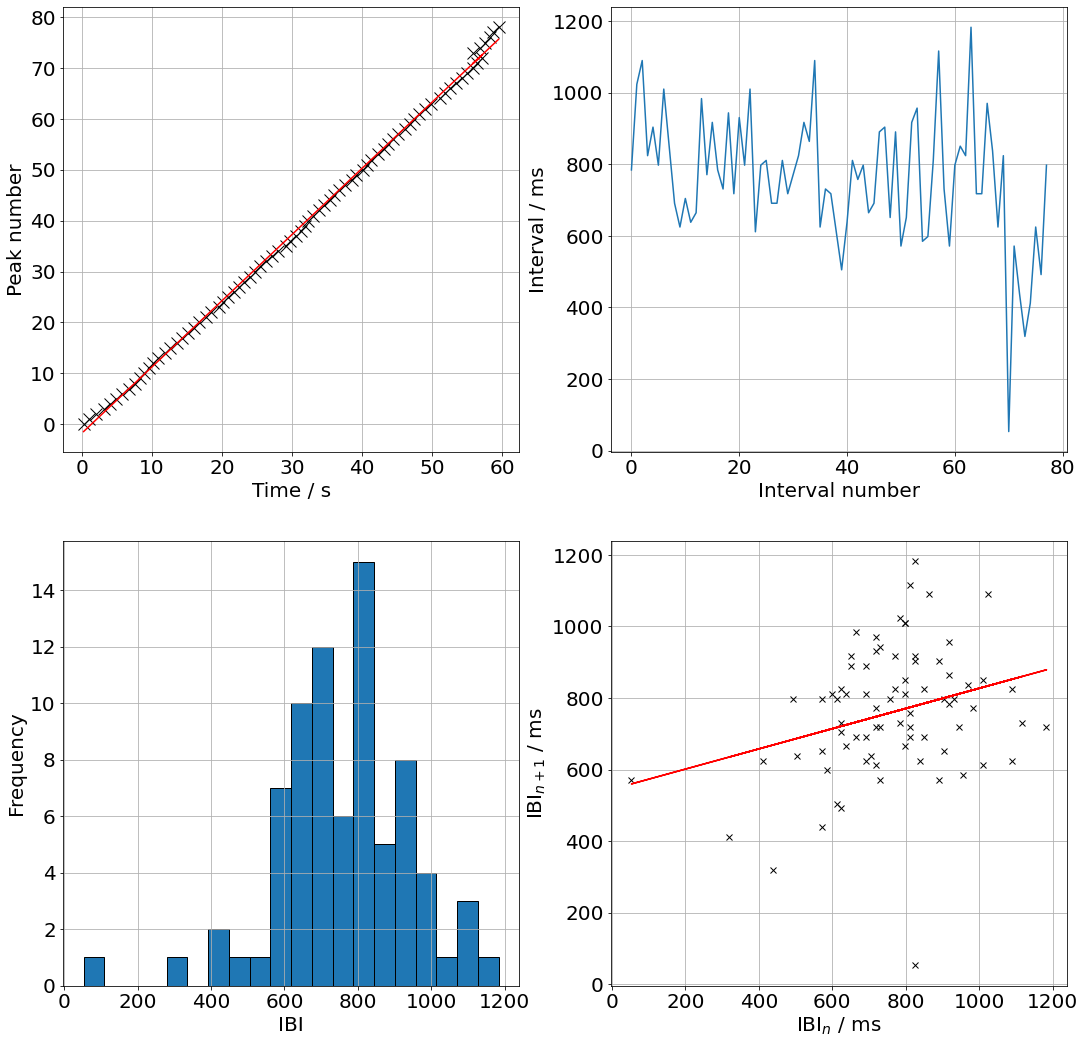 80
70
60
50
40
30
20
10
0
Peak number
0 10 20 30 40 50 60
Time / s
1200
1000
800
600
400
200
0
Interval / ms
0 20 40 60 80
Interval number
14
12
10
8
6
4
2
0
Frequency
0 200 400 600 800 1000 1200
IBI
1200
1000
800
600
400
200
0
IBIₙ₊₁ / ms
0 200 400 600 800 1000 1200
IBIₙ / ms